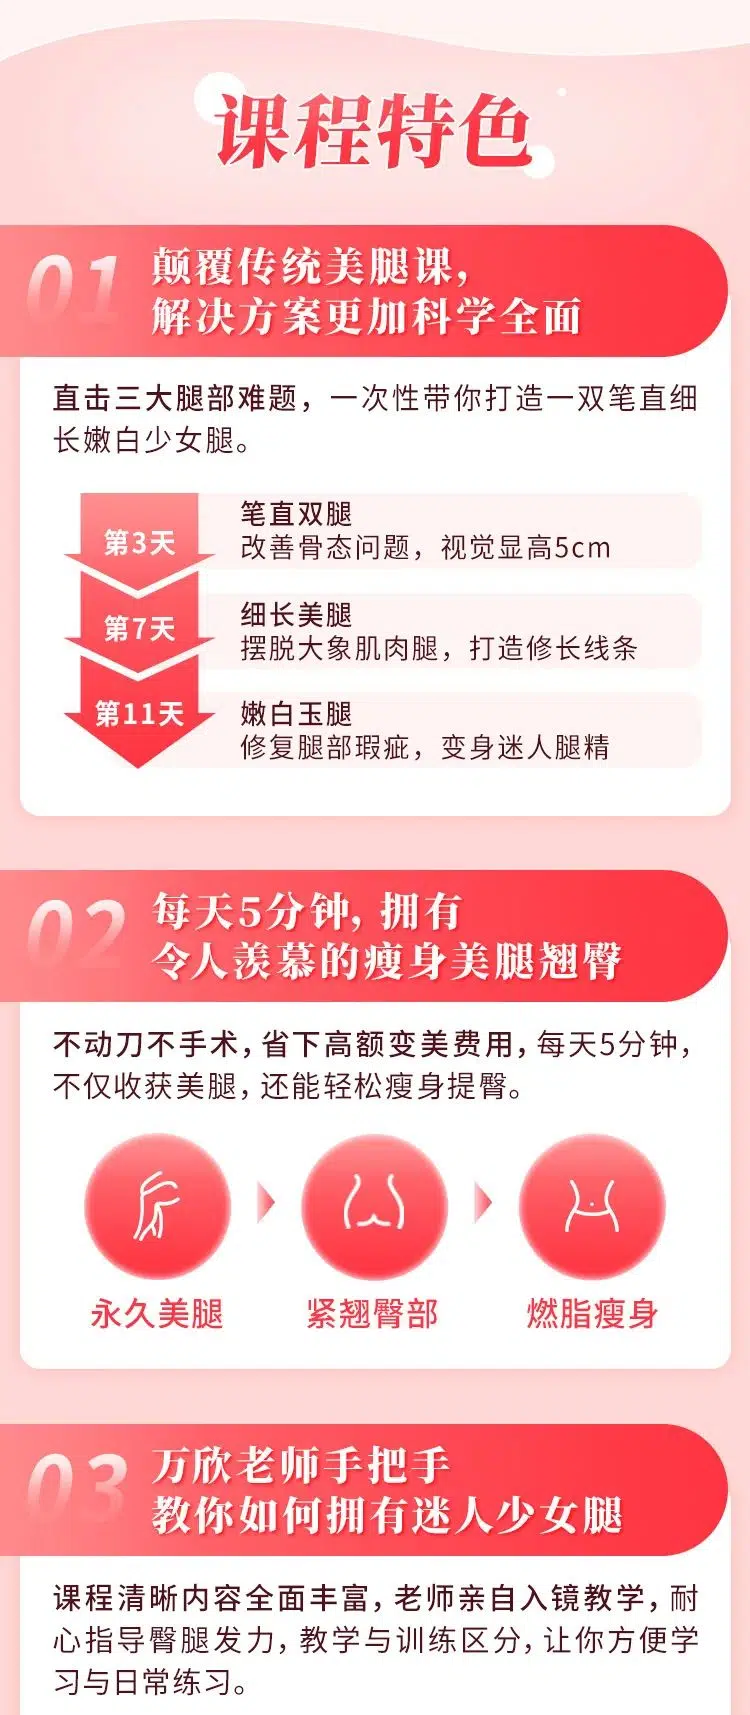 课程特色
01
颠覆传统美腿课,
解决方案更加科学全面
直击三大腿部难题，一次性带你打造一双笔直细
长嫩白少女腿。
第3天
笔直双腿
改善骨态问题，视觉显高5cm
第7天
细长美腿
摆脱大象肌肉腿，打造修长线条
第11天
嫩白玉腿
修复腿部瑕疵，变身迷人腿精
02
每天5分钟, 拥有
令人羡慕的瘦身美腿翘臀
不动刀不手术, 省下高额变美费用, 每天5分钟,
不仅收获美腿, 还能轻松瘦身提臀。
永久美腿
紧翘臀部
燃脂瘦身
03
万欣老师手把手
教你如何拥有迷人少女腿
课程清晰内容全面丰富, 老师亲自入镜教学, 耐
心指导臀腿发力, 教学与训练区分, 让你方便学
习与日常练习。